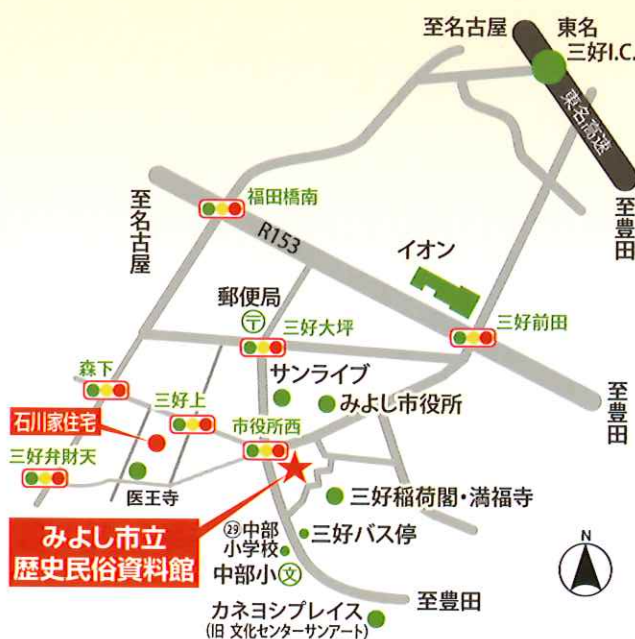 至名古屋
東名
三好I.C.
東名高速
至豊田
至名古屋
福田橋南
R153
イオン
郵便局
〒
三好大坪
三好前田
至豊田
森下
サンライブ
みよし市役所
三好上
市役所西
石川家住宅
三好弁財天
医王寺
三好稲荷閣・満福寺
みよし市立
歴史民俗資料館
㉙中部
小学校
三好バス停
中部小
文
N
至豊田
カネヨシプレイス
(旧 文化センターサンアート)